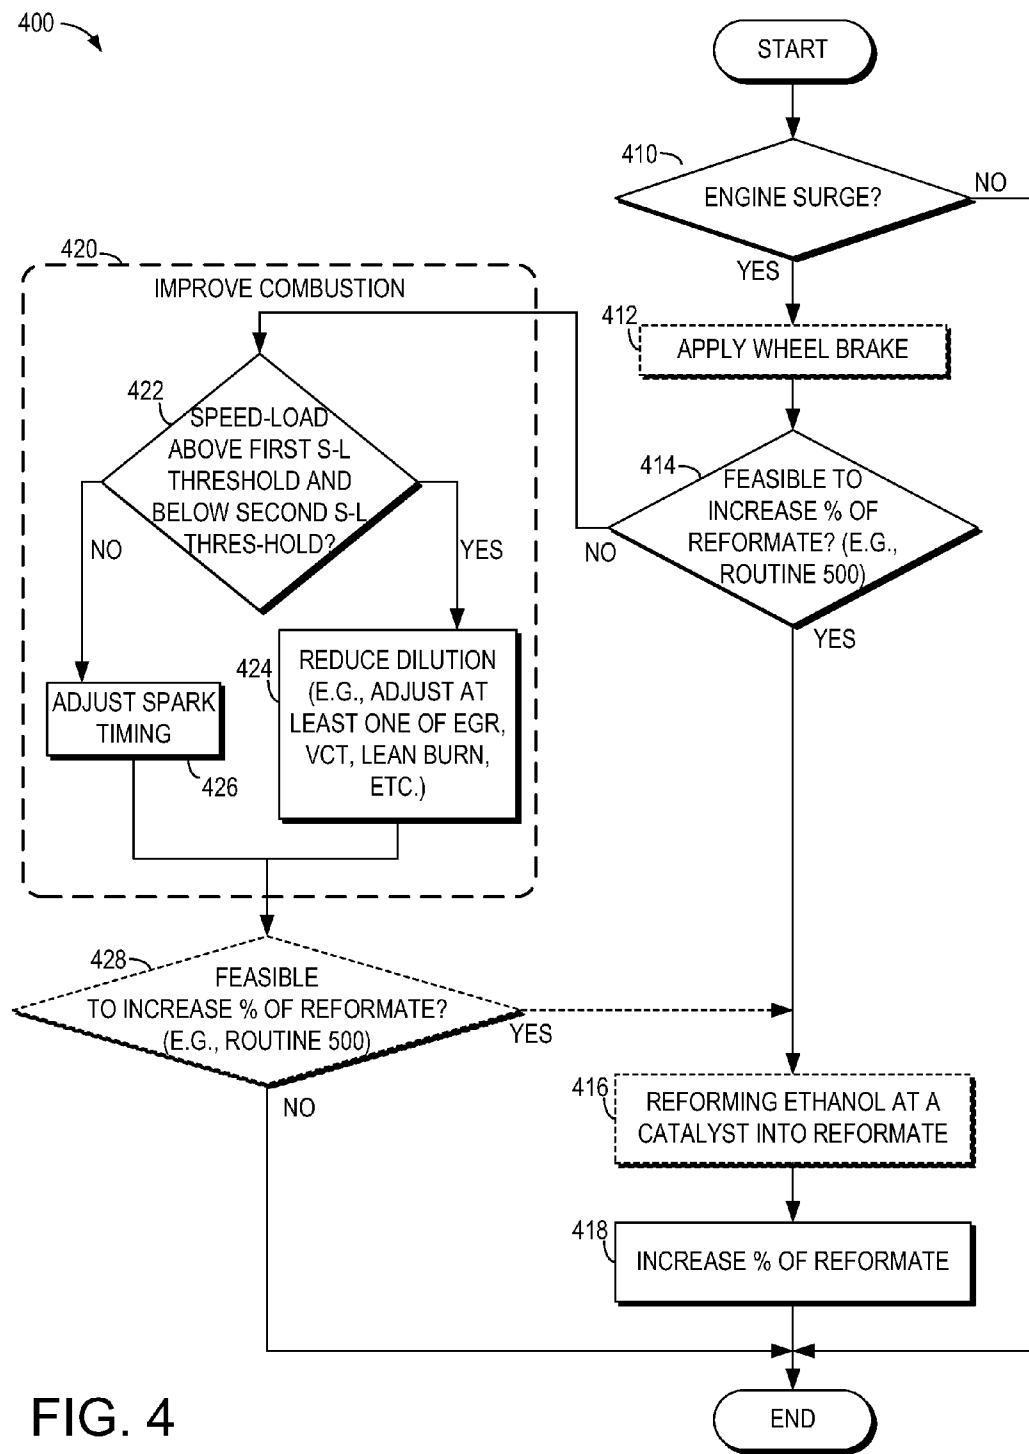 400
START
410
ENGINE SURGE?
NO
YES
412
APPLY WHEEL BRAKE
414
FEASIBLE TO
INCREASE % OF
REFORMATE? (E.G.,
ROUTINE 500)
NO
YES
420
IMPROVE COMBUSTION
422
SPEED-LOAD
ABOVE FIRST S-L
THRESHOLD AND
BELOW SECOND S-L
THRES-HOLD?
NO
YES
424
REDUCE DILUTION
(E.G., ADJUST AT
LEAST ONE OF EGR,
VCT, LEAN BURN,
ETC.)
ADJUST SPARK
TIMING
426
428
FEASIBLE
TO INCREASE % OF REFORMATE?
(E.G., ROUTINE 500)
YES
NO
416
REFORMING ETHANOL AT A
CATALYST INTO REFORMATE
418
INCREASE % OF REFORMATE
END
FIG. 4